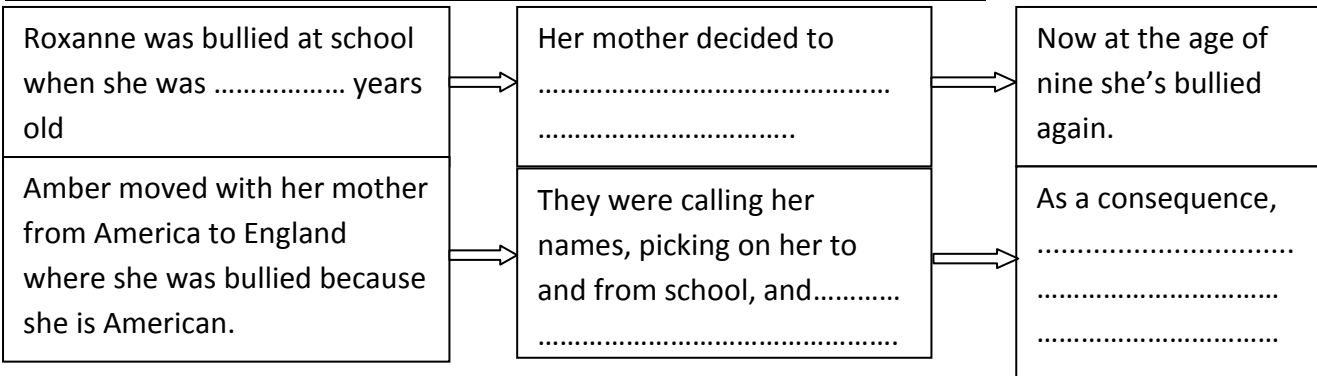 Roxanne was bullied at school
when she was ……………… years
old
Her mother decided to
…………………………………………
……………………………..
Now at the age of
nine she’s bullied
again.
Amber moved with her mother
from America to England
where she was bullied because
she is American.
They were calling her
names, picking on her to
and from school, and…………
………………………………………….
As a consequence,
................................
……………………………
……………………………